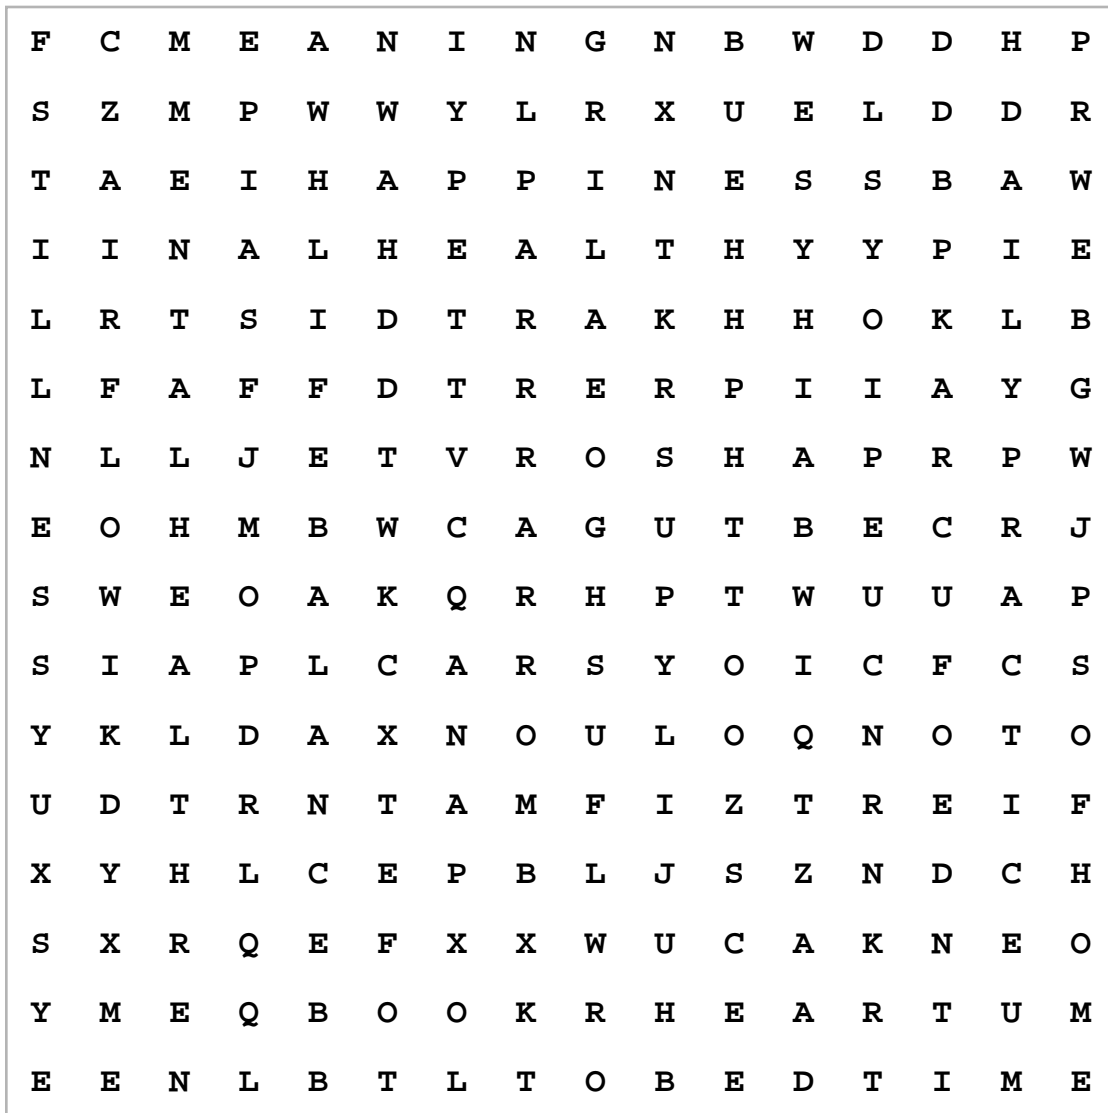 F C M E A N I N G N B W D D H P
S Z M P W W Y L R X U E L D D R
T A E I H A P P I N E S S B A W
I I N A L H E A L T H Y Y P I E
L R T S I D T R A K H H O K L B
L F A F F D T R E R P I I A Y G
N L L J E T V R O S H A P R P W
E O H M B W C A G U T B E C R J
S W E O A K Q R H P T W U U A P
S I A P L C A R S Y O I C F C S
Y K L D A X N O U L O Q N O T O
U D T R N T A M F I Z T R E I F
X Y H L C E P B L J S Z N D C H
S X R Q E F X X W U C A K N E O
Y M E Q B O O K R H E A R T U M
E E N L B T L T O B E D T I M E